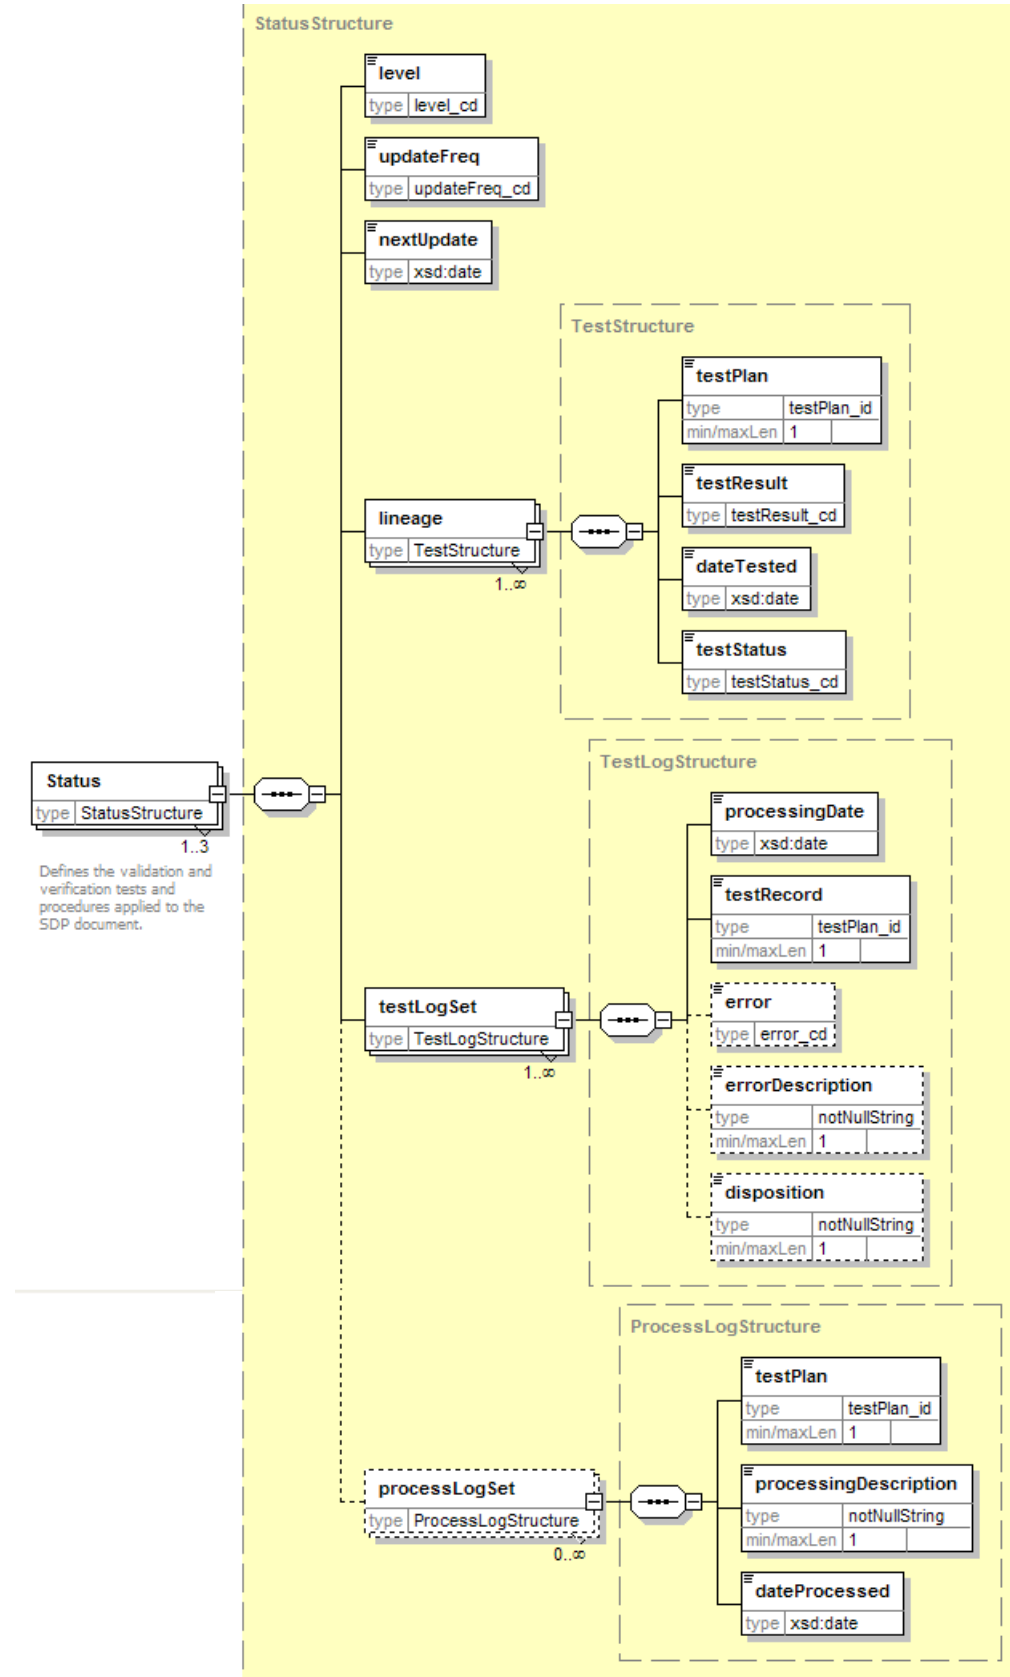 StatusStructure
level
type level_cd
updateFreq
type updateFreq_cd
nextUpdate
type xsd:date
TestStructure
testPlan
type testPlan_id
min/maxLen 1
testResult
type testResult_cd
lineage
type TestStructure
1..∞
dateTested
type xsd:date
testStatus
type testStatus_cd
Status
type StatusStructure
1..3
Defines the validation and
verification tests and
procedures applied to the
SDP document.
TestLogStructure
processingDate
type xsd:date
testRecord
type testPlan_id
min/maxLen 1
testLogSet
type TestLogStructure
1..∞
error
type error_cd
errorDescription
type notNullString
min/maxLen 1
disposition
type notNullString
min/maxLen 1
ProcessLogStructure
testPlan
type testPlan_id
min/maxLen 1
processLogSet
type ProcessLogStructure
0..∞
processingDescription
type notNullString
min/maxLen 1
dateProcessed
type xsd:date